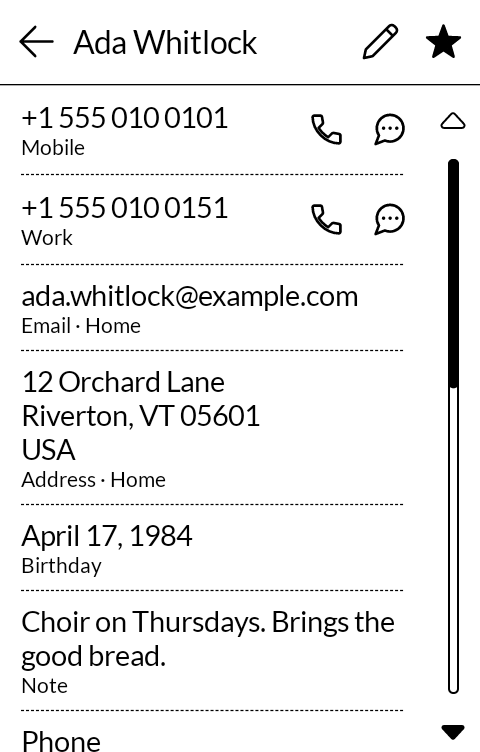 Ada Whitlock
+1 555 010 0101
Mobile
+1 555 010 0151
Work
ada.whitlock@example.com
Email · Home
12 Orchard Lane
Riverton, VT 05601
USA
Address · Home
April 17, 1984
Birthday
Choir on Thursdays. Brings the
good bread.
Note
Phone